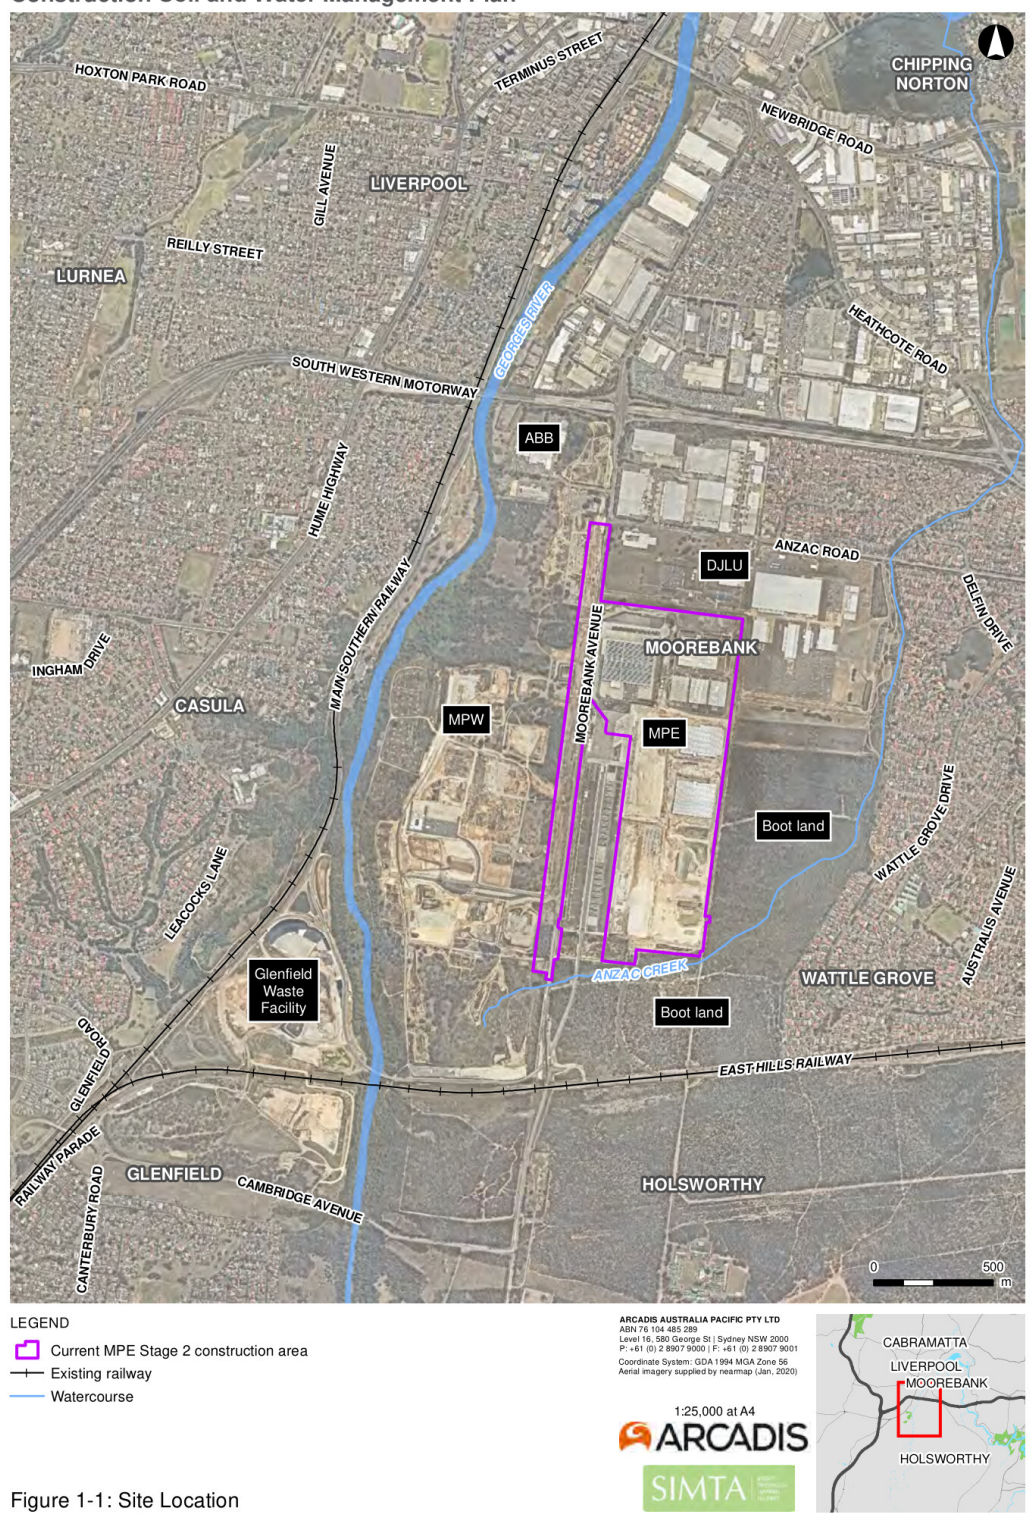 Construction Soil and Water Management Plan
HOXTON PARK ROAD
TERMINUS STREET
CHIPPING
NORTON
NEWBRIDGE ROAD
GILL AVENUE
LIVERPOOL
REILLY STREET
LURNEA
GEORGES RIVER
HEATHCOTE ROAD
SOUTH WESTERN MOTORWAY
ABB
HUME HIGHWAY
ANZAC ROAD
DJLU
DELFIN DRIVE
MAIN SOUTHERN RAILWAY
MOOREBANK AVENUE
MOOREBANK
INGHAM DRIVE
CASULA
MPW
MPE
Boot land
WATTLE GROVE DRIVE
LEACOCKS LANE
AUSTRALIS AVENUE
Glenfield
Waste
Facility
ANZAC CREEK
WATTLE GROVE
Boot land
GLENFIELD ROAD
EAST HILLS RAILWAY
RAILWAY PARADE
GLENFIELD
CAMBRIDGE AVENUE
HOLSWORTHY
CANTERBURY ROAD
0 500
m
LEGEND
Current MPE Stage 2 construction area
Existing railway
Watercourse
ARCADIS AUSTRALIA PACIFIC PTY LTD
ABN 76 104 485 289
Level 16, 580 George St | Sydney NSW 2000
P: +61 (0) 2 8907 9000 | F: +61 (0) 2 8907 9001
Coordinate System: GDA 1994 MGA Zone 56
Aerial imagery supplied by nearmap (Jan, 2020)
1:25,000 at A4
ARCADIS
SIMTA
CABRAMATTA
LIVERPOOL
MOOREBANK
HOLSWORTHY
Figure 1-1: Site Location